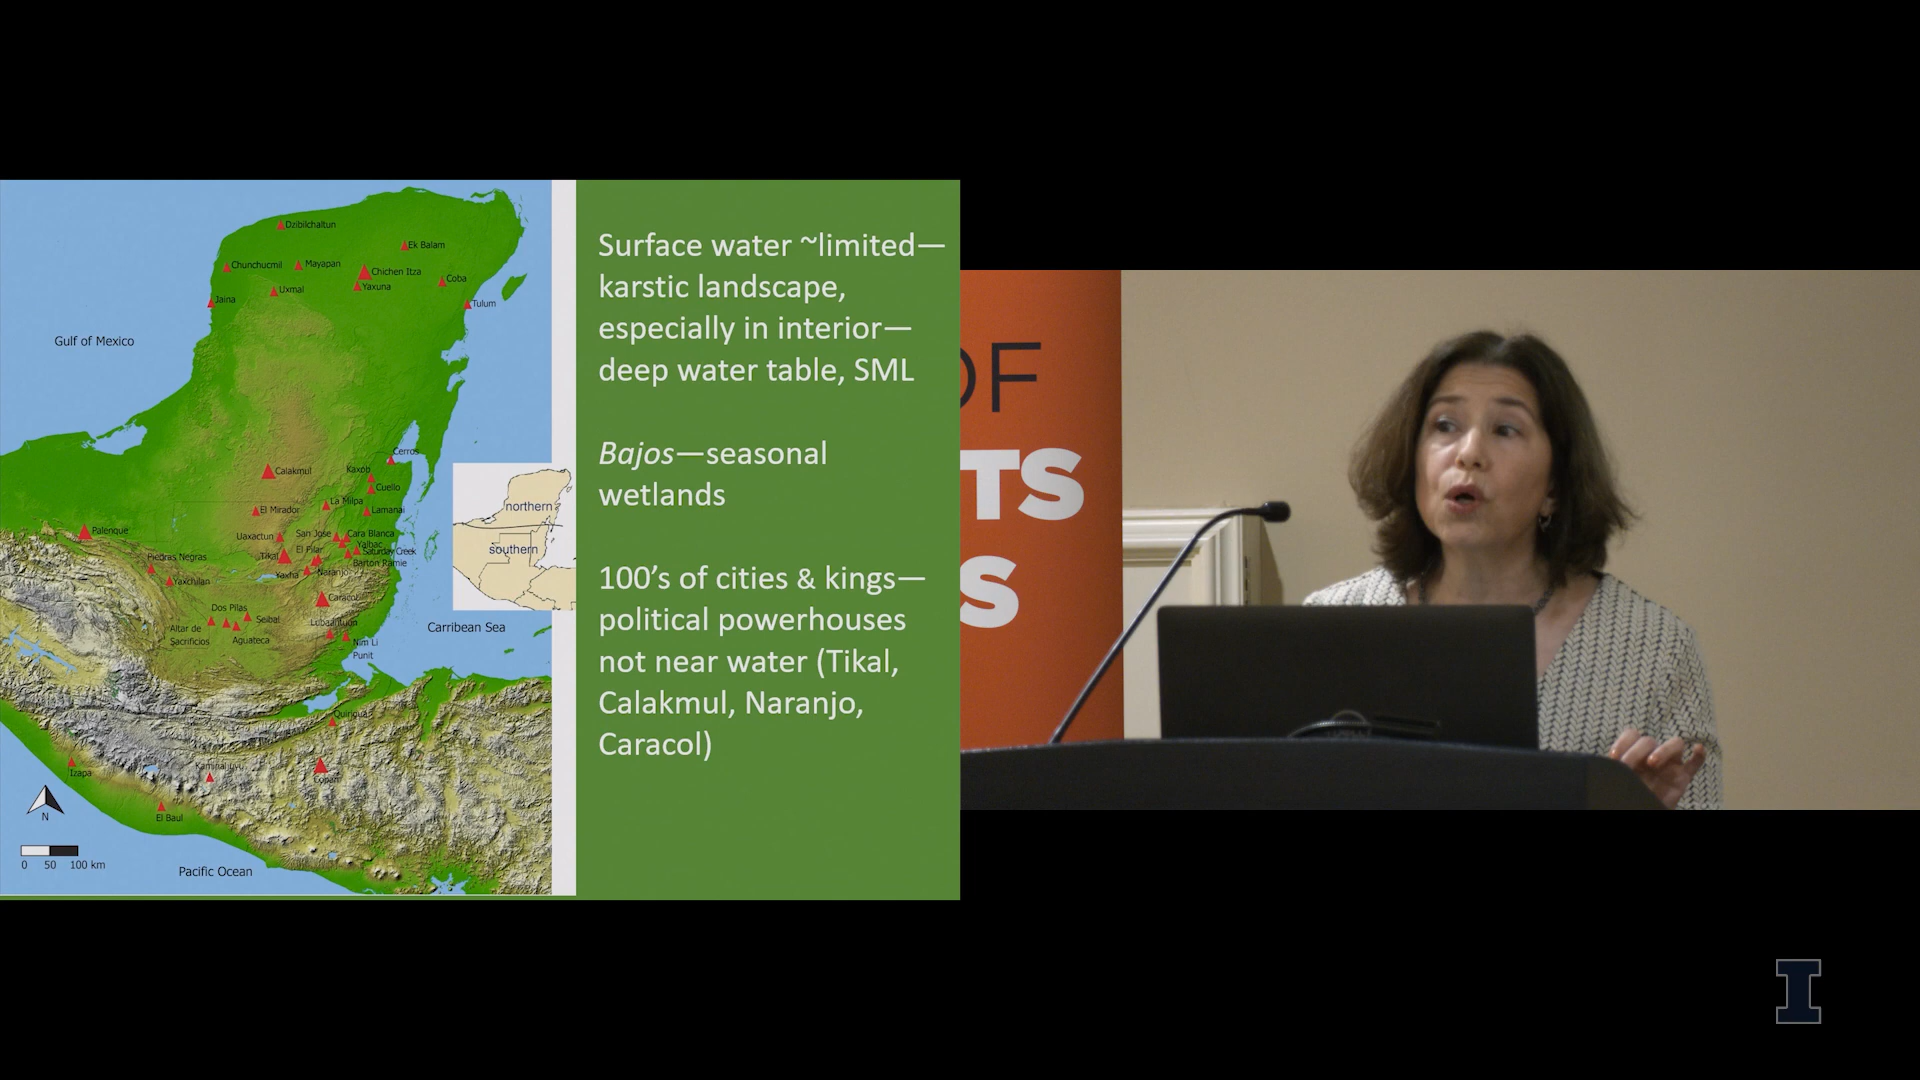 Dzibilchaltun
Ek Balam
Chunchucmil
Mayapan
Chichen Itza
Coba
Yaxuna
Uxmal
Jaina
Tulum
Gulf of Mexico
Cerros
Calakmul
Kaxob
Cuello
La Milpa
El Mirador
Lamanai
Palenque
Uaxactun
San Jose
Cara Blanca
Yalbac
Tikal
El Pilar
Saturday Creek
Piedras Negras
Barton Ramie
Yaxha
Naranjo
Yaxchilan
Caracol
Dos Pilas
Seibal
Lubaantuun
Altar de
Sacrificios
Aguateca
Nim Li
Punit
Carribean Sea
northern
southern
Quirigua
Kaminaljuyu
Izapa
Copan
El Baul
N
0 50 100 km
Pacific Ocean
Surface water ~limited—
karstic landscape,
especially in interior—
deep water table, SML
Bajos—seasonal
wetlands
100's of cities & kings—
political powerhouses
not near water (Tikal,
Calakmul, Naranjo,
Caracol)
OF
TS
S
I